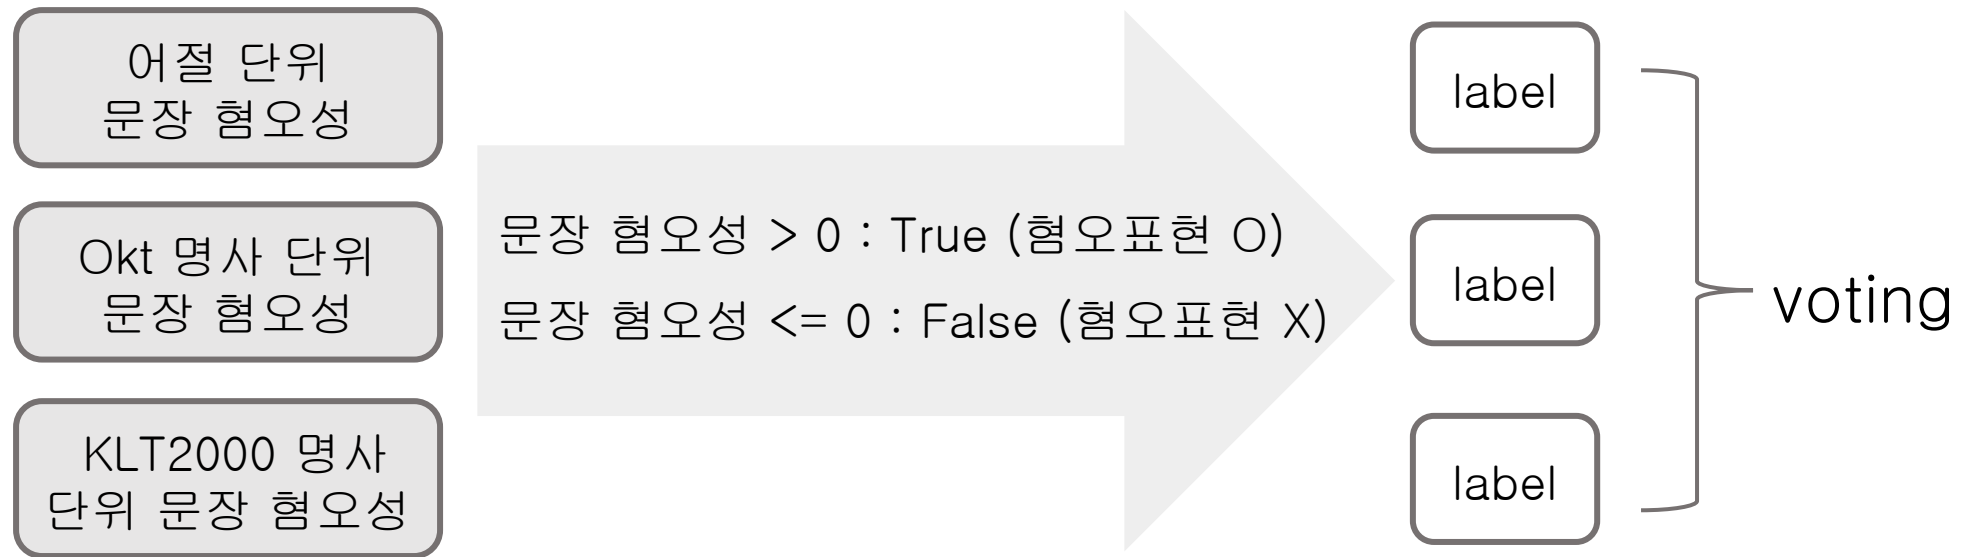 어절 단위
문장 혐오성
Okt 명사 단위
문장 혐오성
KLT2000 명사
단위 문장 혐오성
문장 혐오성 > 0 : True (혐오표현 O)
문장 혐오성 <= 0 : False (혐오표현 X)
label
label
label
voting